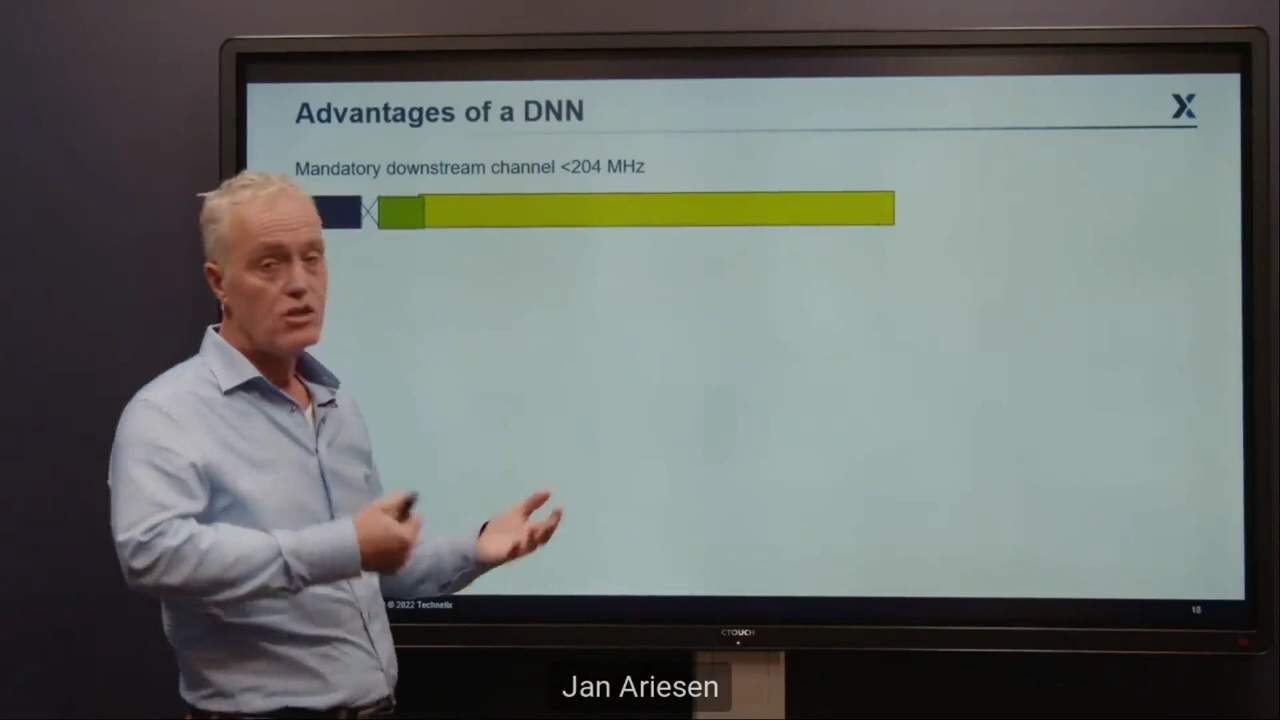 Advantages of a DNN
Mandatory downstream channel <204 MHz
© 2022 Technetix
18
CTOUCH
Jan Ariesen